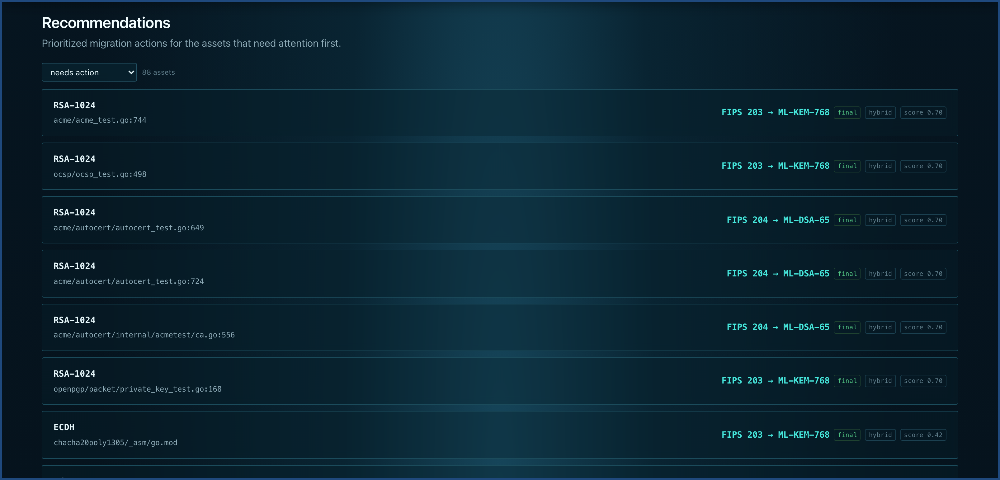 Recommendations
Prioritized migration actions for the assets that need attention first.
needs action 88 assets
RSA-1024
acme/acme_test.go:744
FIPS 203 → ML-KEM-768 final hybrid score 0.70
RSA-1024
ocsp/ocsp_test.go:498
FIPS 203 → ML-KEM-768 final hybrid score 0.70
RSA-1024
acme/autocert/autocert_test.go:649
FIPS 204 → ML-DSA-65 final hybrid score 0.70
RSA-1024
acme/autocert/autocert_test.go:724
FIPS 204 → ML-DSA-65 final hybrid score 0.70
RSA-1024
acme/autocert/internal/acmetest/ca.go:556
FIPS 204 → ML-DSA-65 final hybrid score 0.70
RSA-1024
openpgp/packet/private_key_test.go:168
FIPS 203 → ML-KEM-768 final hybrid score 0.70
ECDH
chacha20poly1305/_asm/go.mod
FIPS 203 → ML-KEM-768 final hybrid score 0.42